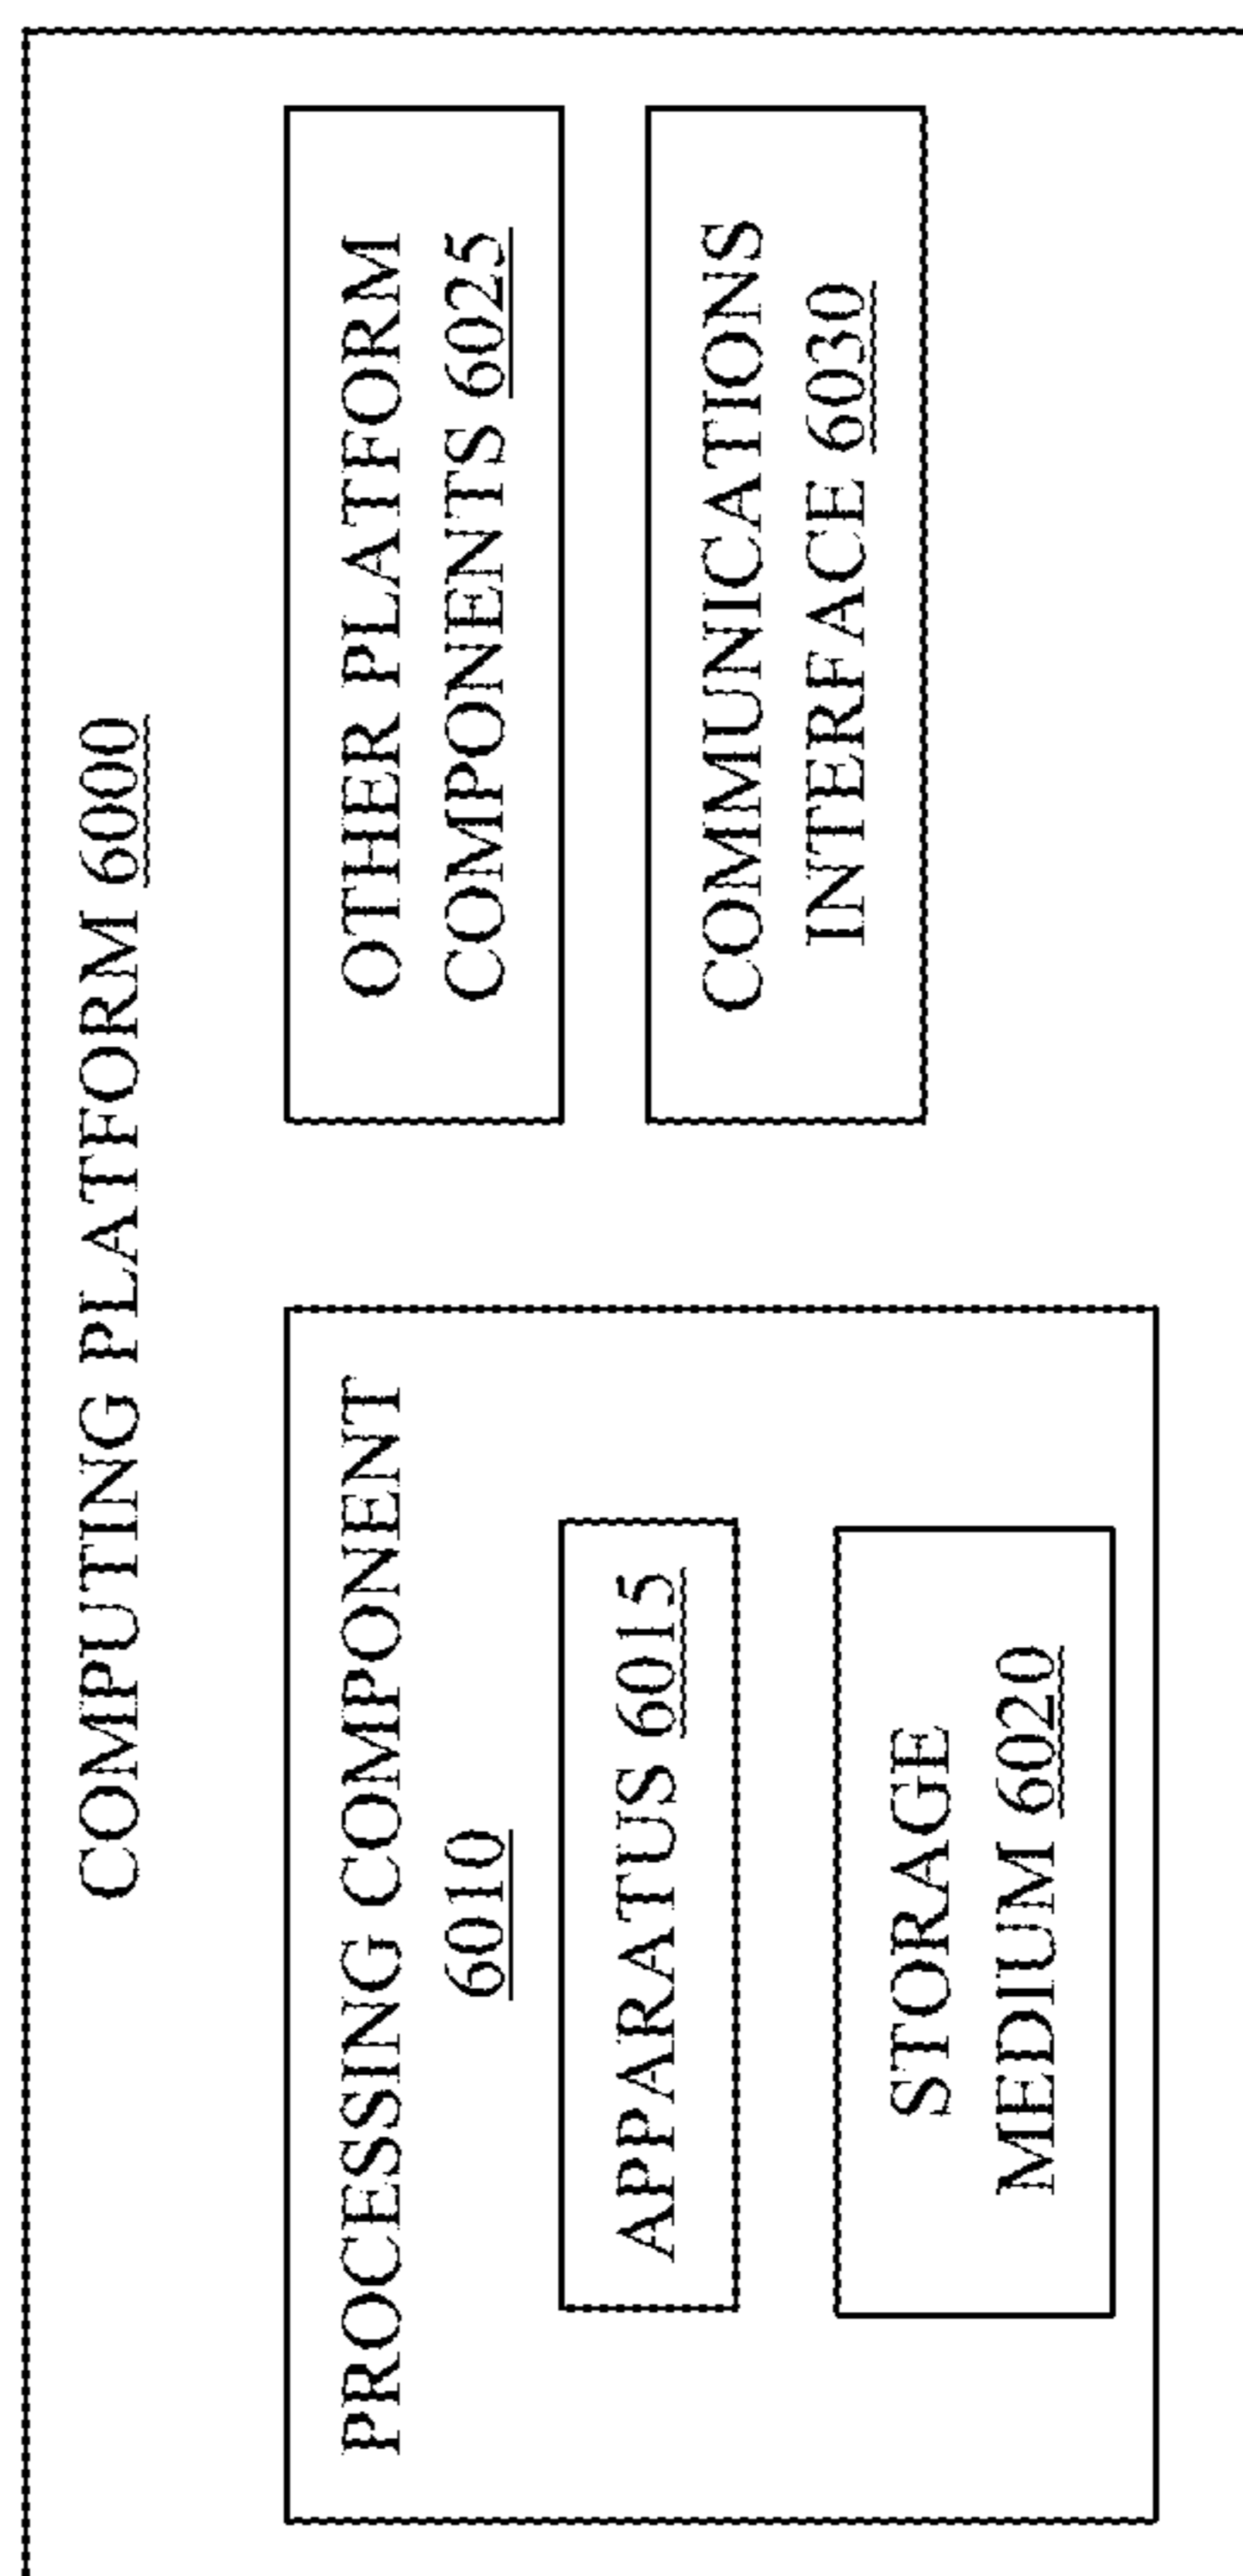 COMPUTING PLATFORM 6000
PROCESSING COMPONENT
6010
APPARATUS 6015
STORAGE
MEDIUM 6020
OTHER PLATFORM
COMPONENTS 6025
COMMUNICATIONS
INTERFACE 6030